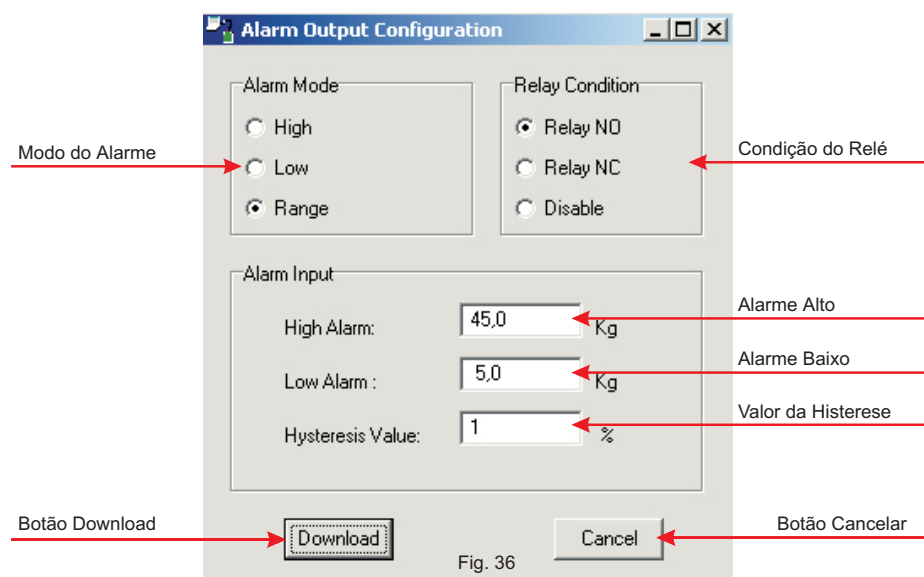 Alarm Output Configuration
Alarm Mode
High
Low
Range
Relay Condition
Relay NO
Relay NC
Disable
Modo do Alarme
Condição do Relé
Alarm Input
High Alarm: 45,0 Kg
Low Alarm : 5,0 Kg
Hysteresis Value: 1 %
Alarme Alto
Alarme Baixo
Valor da Histerese
Botão Download
Download
Cancel
Botão Cancelar
Fig. 36